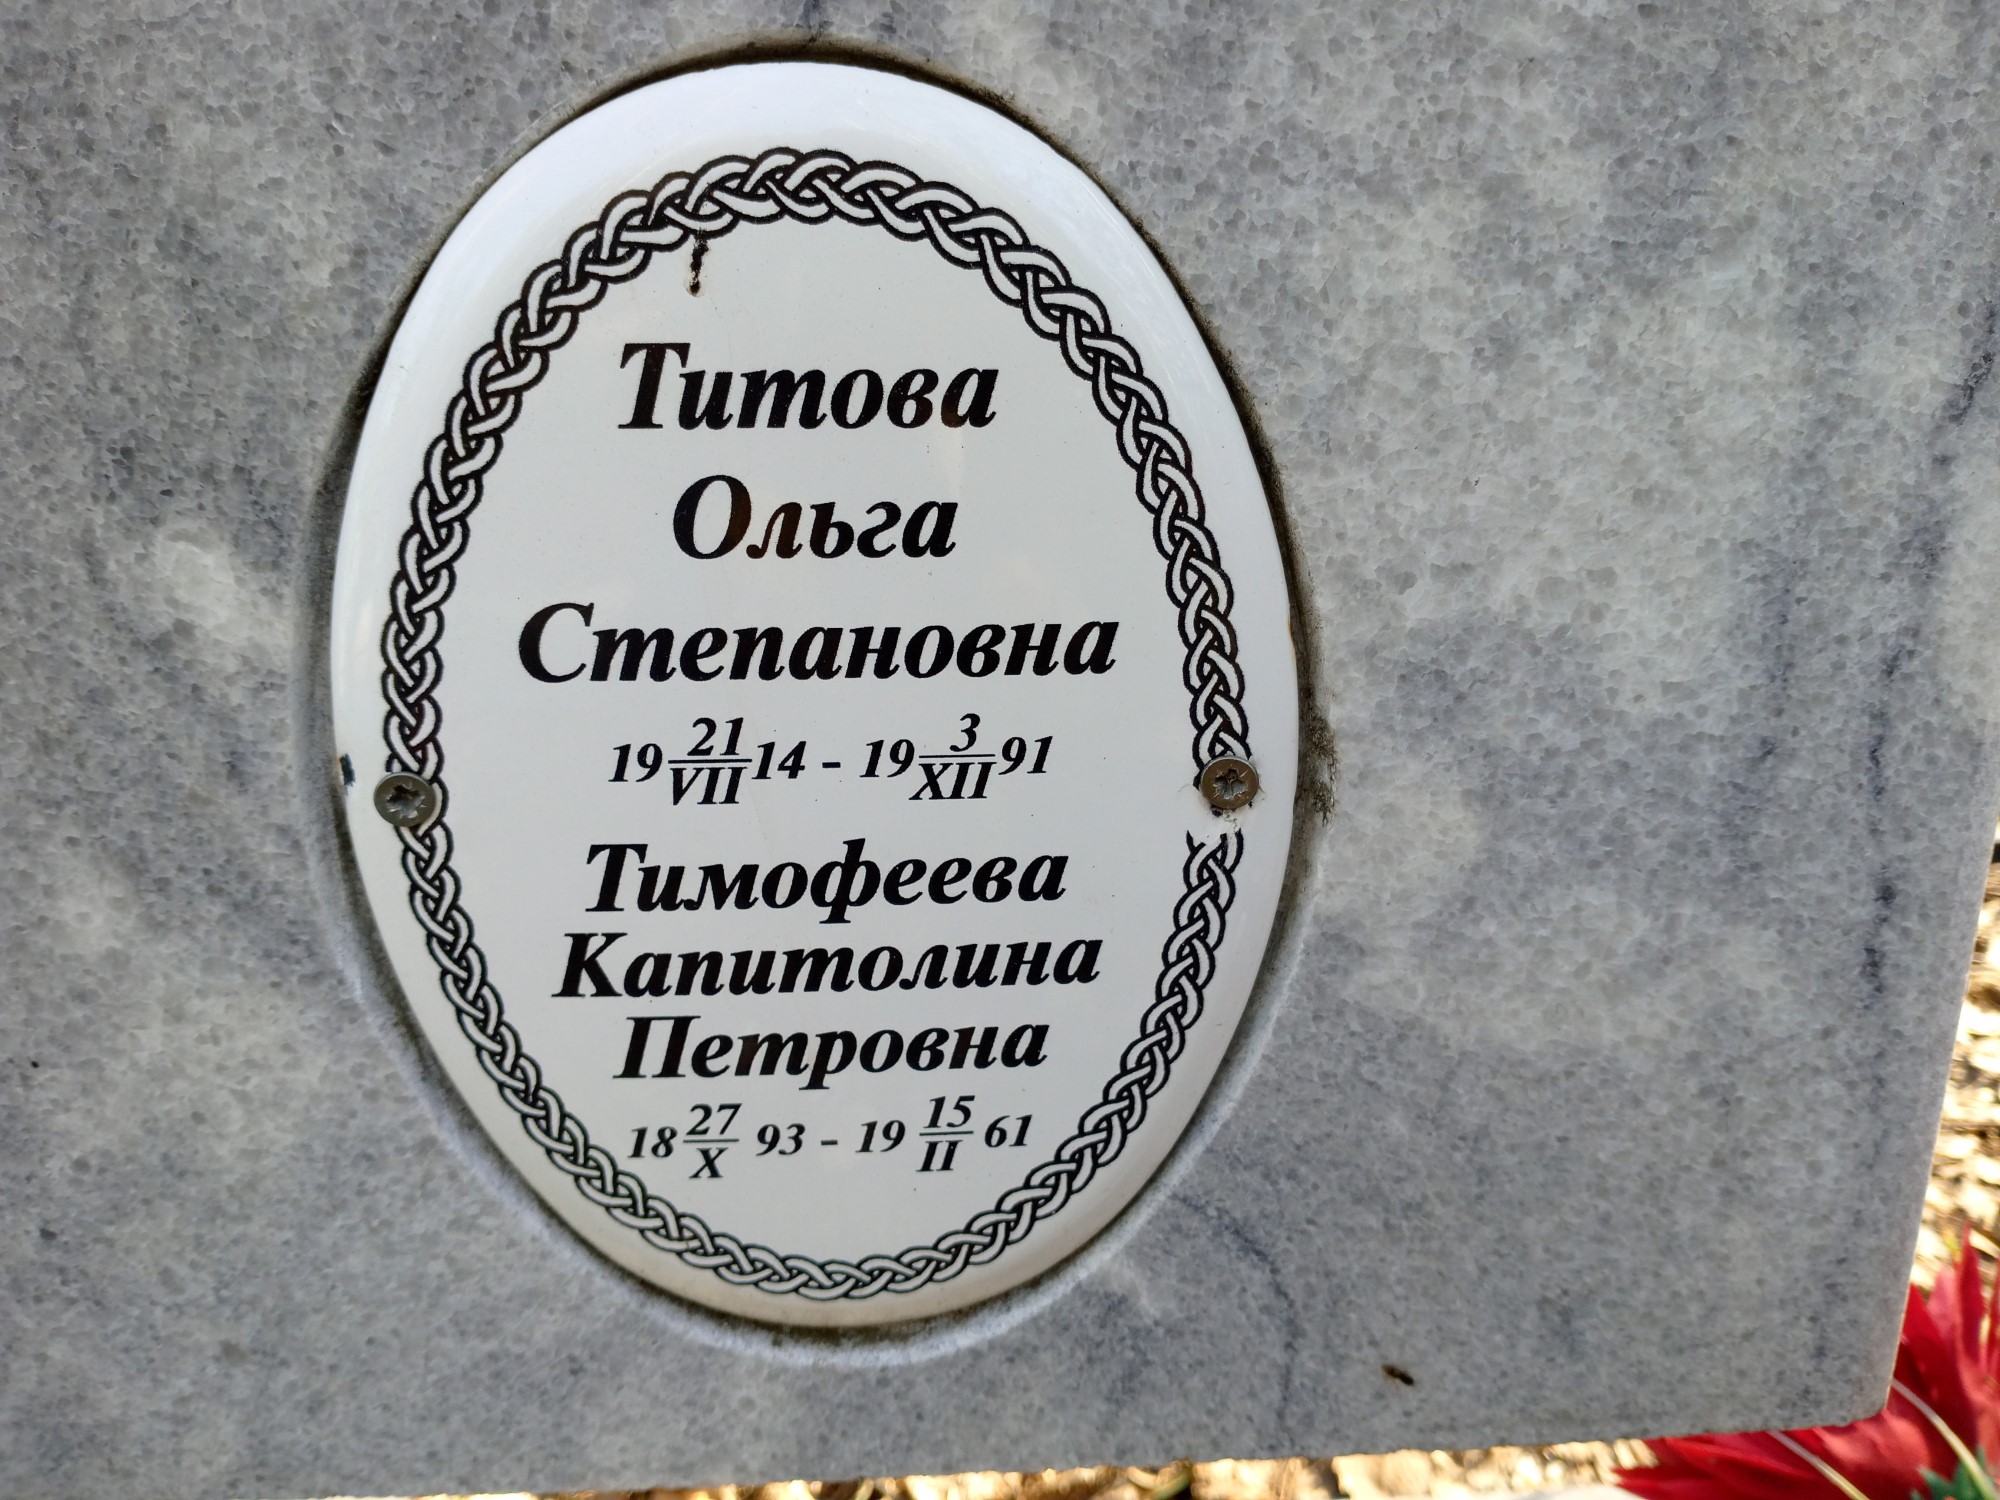 Титова
Ольга
Степановна
19 21/VII 14 - 19 3/XII 91
Тимофеева
Капитолина
Петровна
18 27/X 93 - 19 15/II 61